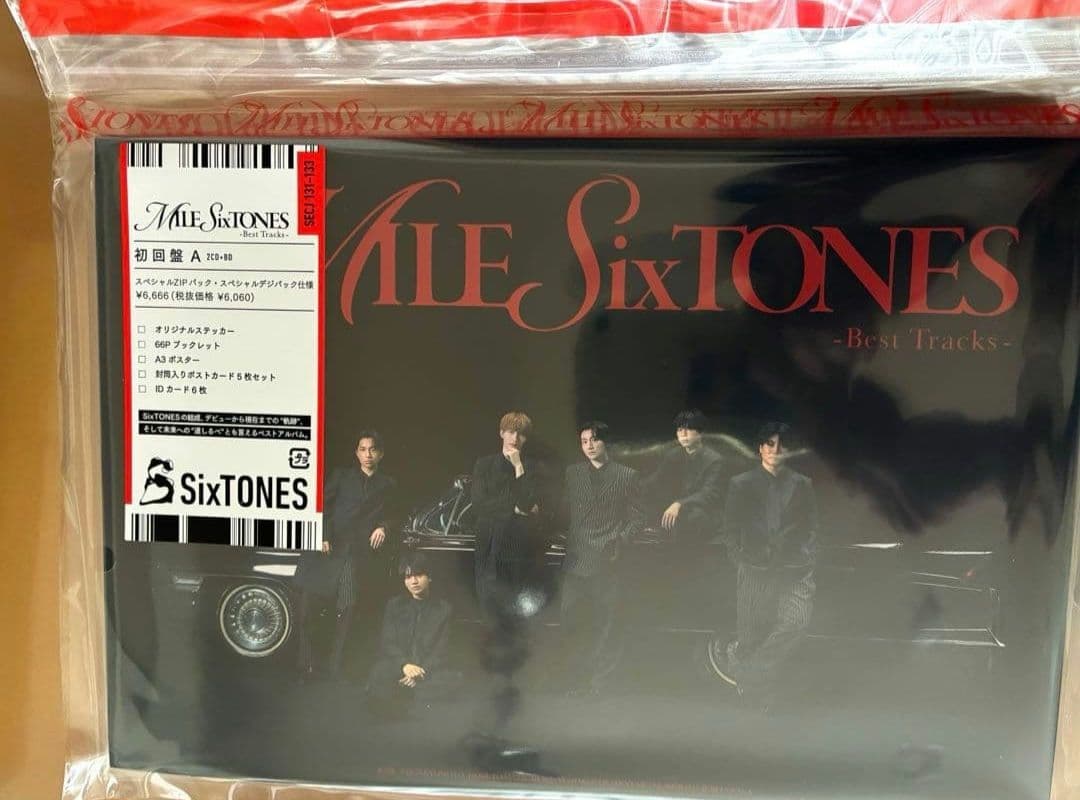 MILE SixTONES
-Best Tracks-
SECJ 131-133
MILE SixTONES
-Best Tracks-
初回盤 A 2CD+BD
スペシャルZIPパック・スペシャルデジパック仕様
¥6,666(税抜価格 ¥6,060)
□ オリジナルステッカー
□ 66P ブックレット
□ A3 ポスター
□ 封筒入りポストカード5枚セット
□ IDカード6枚
SixTONESの結成、デビューから現在までの"軌跡"、
そして未来への"道しるべ"とも言えるベストアルバム。
プラ
SixTONES